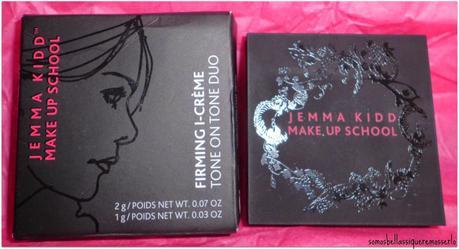 JEMMA KIDD™
MAKE UP SCHOOL
FIRMING I-CRÈME
TONE ON TONE DUO
2 g/POIDS NET WT. 0.07 OZ
1 g/POIDS NET WT. 0.03 OZ
JEMMA KIDD
MAKE UP SCHOOL
somosbellassiqueremosserlo